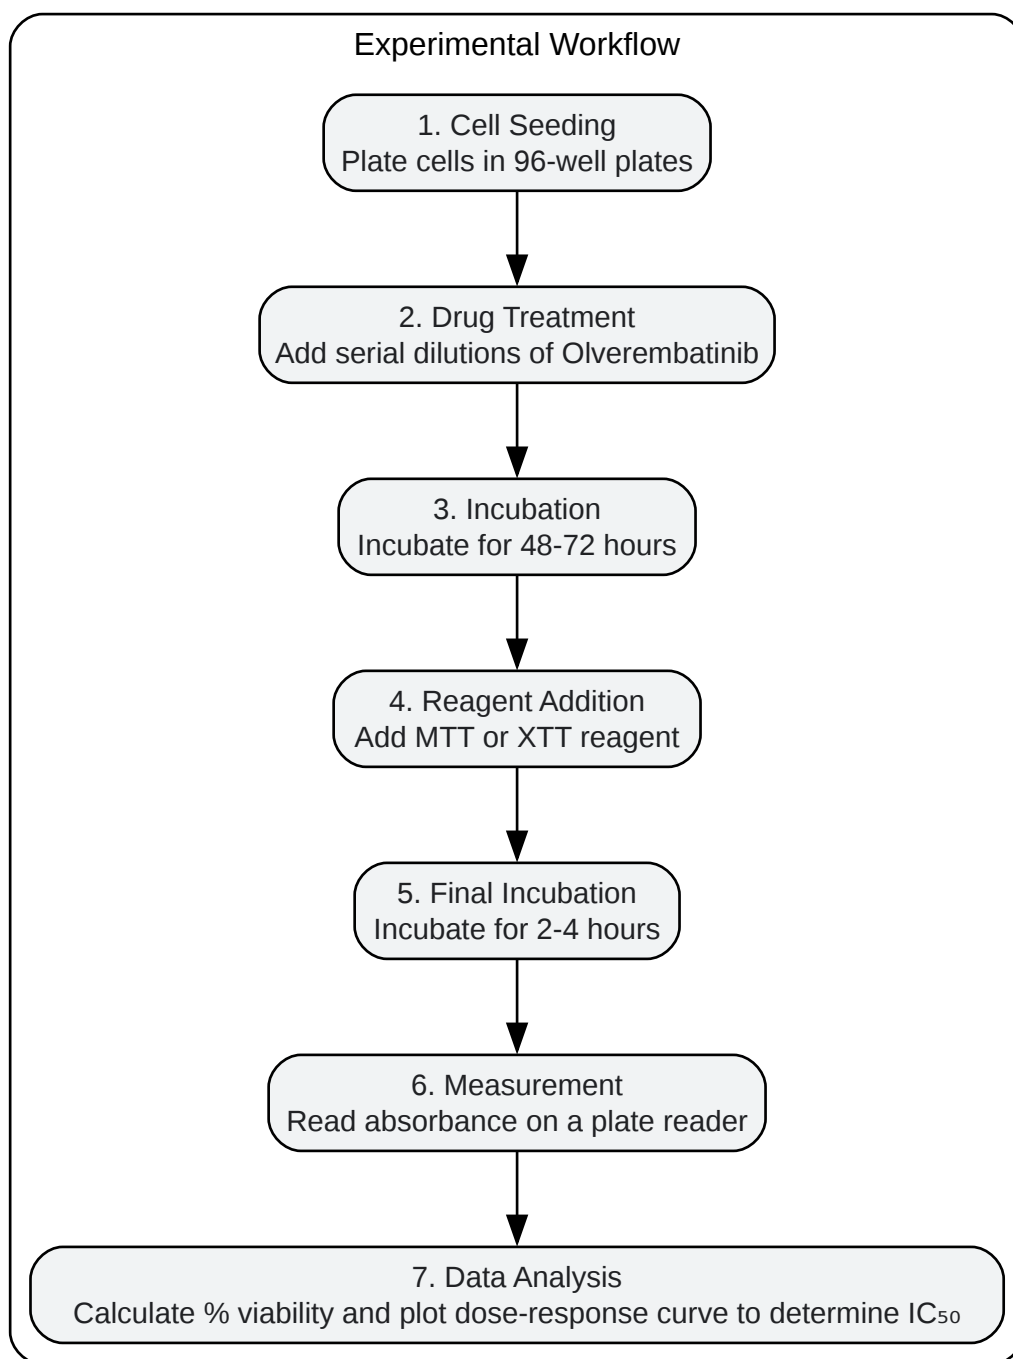 Experimental Workflow
1. Cell Seeding
Plate cells in 96-well plates
2. Drug Treatment
Add serial dilutions of Olverembatinib
3. Incubation
Incubate for 48-72 hours
4. Reagent Addition
Add MTT or XTT reagent
5. Final Incubation
Incubate for 2-4 hours
6. Measurement
Read absorbance on a plate reader
7. Data Analysis
Calculate % viability and plot dose-response curve to determine IC₅₀